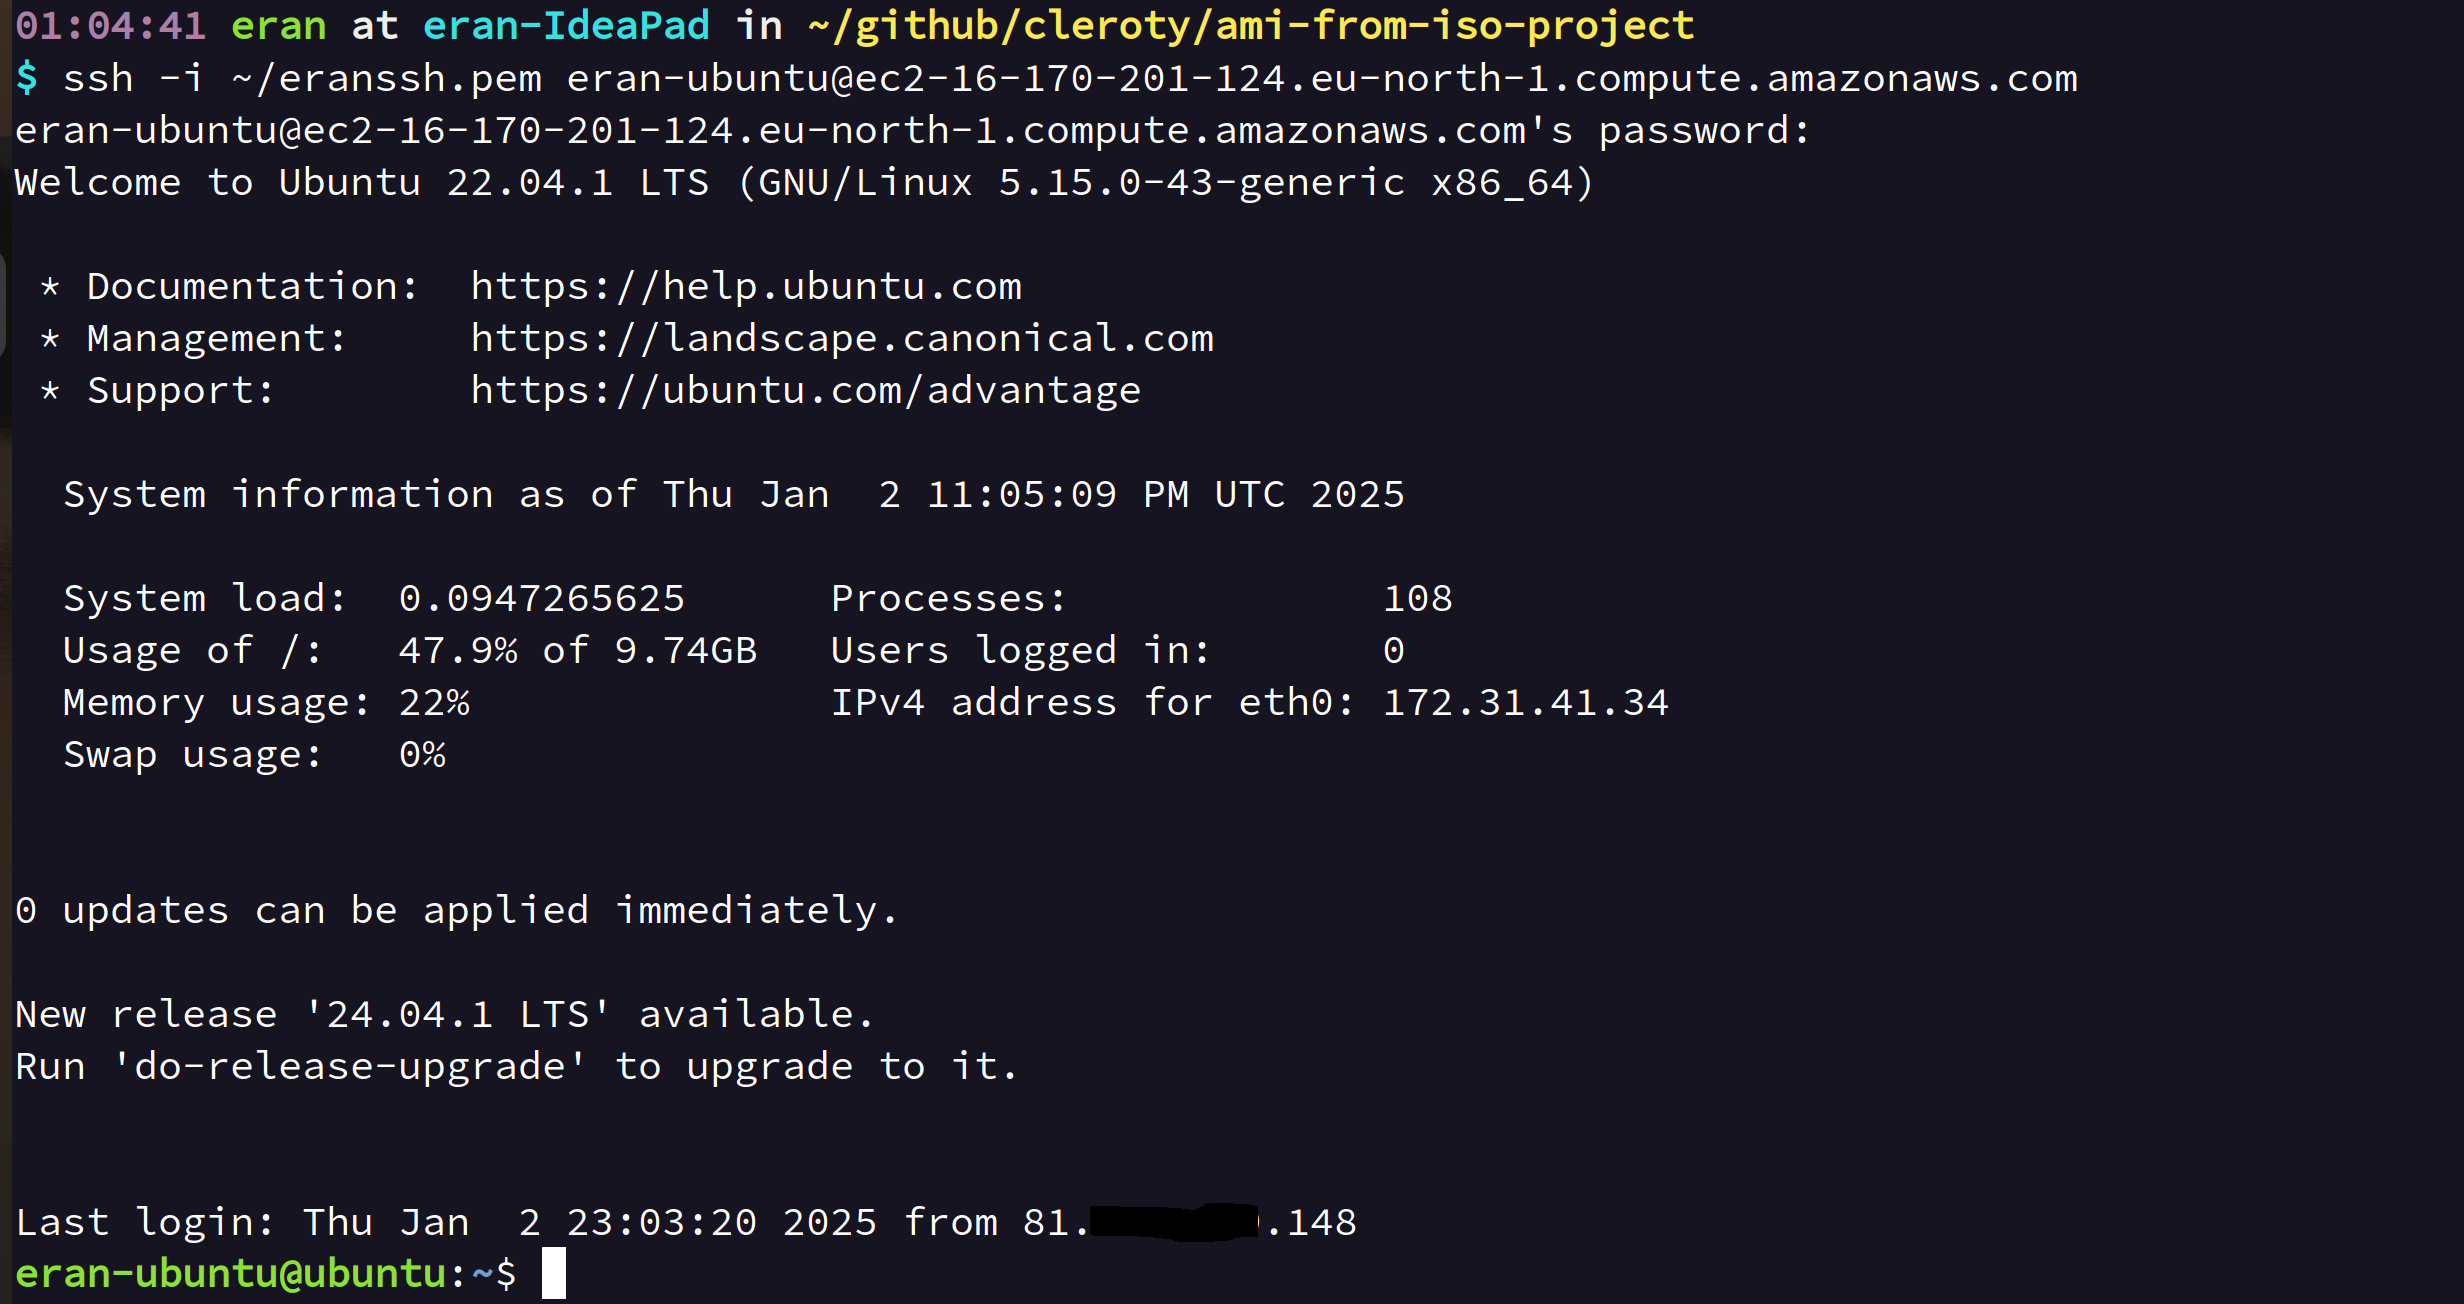 01:04:41 eran at eran-IdeaPad in ~/github/cleroty/ami-from-iso-project
$ ssh -i ~/eranssh.pem eran-ubuntu@ec2-16-170-201-124.eu-north-1.compute.amazonaws.com
eran-ubuntu@ec2-16-170-201-124.eu-north-1.compute.amazonaws.com's password:
Welcome to Ubuntu 22.04.1 LTS (GNU/Linux 5.15.0-43-generic x86_64)
* Documentation:  https://help.ubuntu.com
* Management:     https://landscape.canonical.com
* Support:        https://ubuntu.com/advantage
System information as of Thu Jan  2 11:05:09 PM UTC 2025
System load:  0.0947265625      Processes:             108
Usage of /:   47.9% of 9.74GB   Users logged in:       0
Memory usage: 22%               IPv4 address for eth0: 172.31.41.34
Swap usage:   0%
0 updates can be applied immediately.
New release '24.04.1 LTS' available.
Run 'do-release-upgrade' to upgrade to it.
Last login: Thu Jan  2 23:03:20 2025 from 81. .148
eran-ubuntu@ubuntu:~$